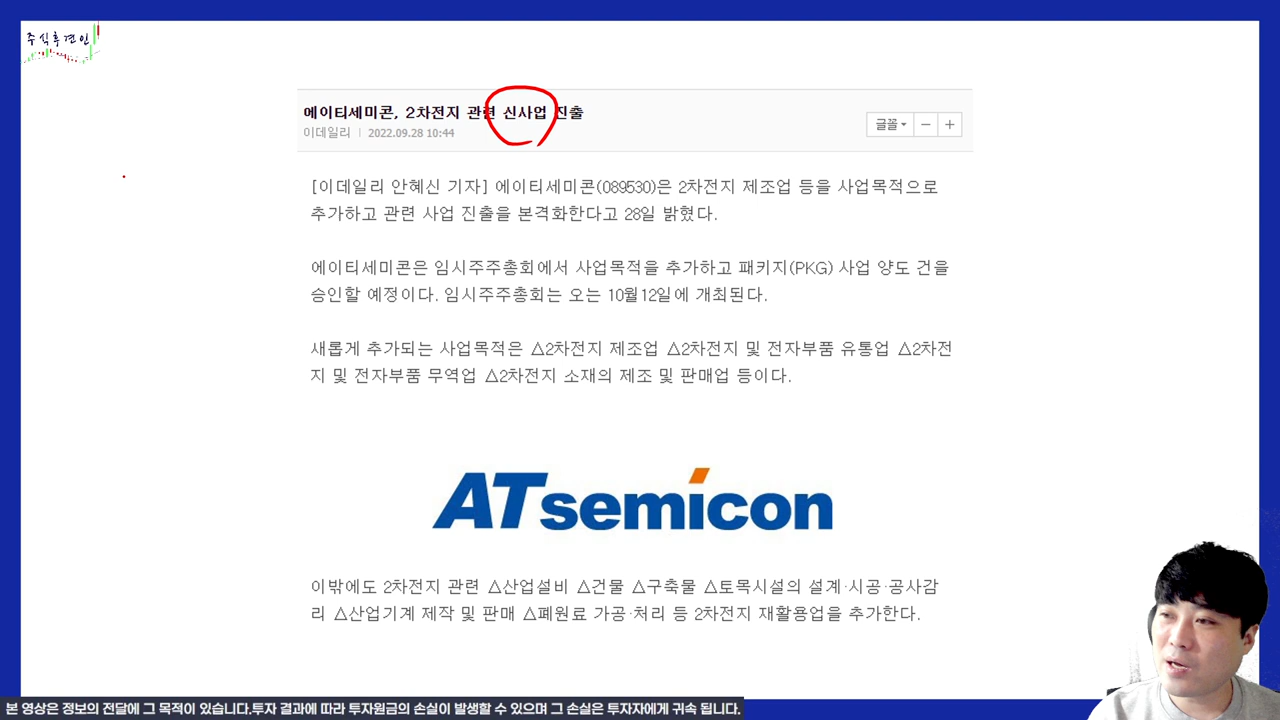 주식후견인
에이티세미콘, 2차전지 관련 신사업 진출
이데일리 | 2022.09.28 10:44
글꼴 - +
[이데일리 안혜신 기자] 에이티세미콘(089530)은 2차전지 제조업 등을 사업목적으로
추가하고 관련 사업 진출을 본격화한다고 28일 밝혔다.
에이티세미콘은 임시주주총회에서 사업목적을 추가하고 패키지(PKG) 사업 양도 건을
승인할 예정이다. 임시주주총회는 오는 10월12일에 개최된다.
새롭게 추가되는 사업목적은 △2차전지 제조업 △2차전지 및 전자부품 유통업 △2차전
지 및 전자부품 무역업 △2차전지 소재의 제조 및 판매업 등이다.
ATsemicon
이밖에도 2차전지 관련 △산업설비 △건물 △구축물 △토목시설의 설계·시공·공사감
리 △산업기계 제작 및 판매 △폐원료 가공·처리 등 2차전지 재활용업을 추가한다.
본 영상은 정보의 전달에 그 목적이 있습니다.투자 결과에 따라 투자원금의 손실이 발생할 수 있으며 그 손실은 투자자에게 귀속 됩니다.